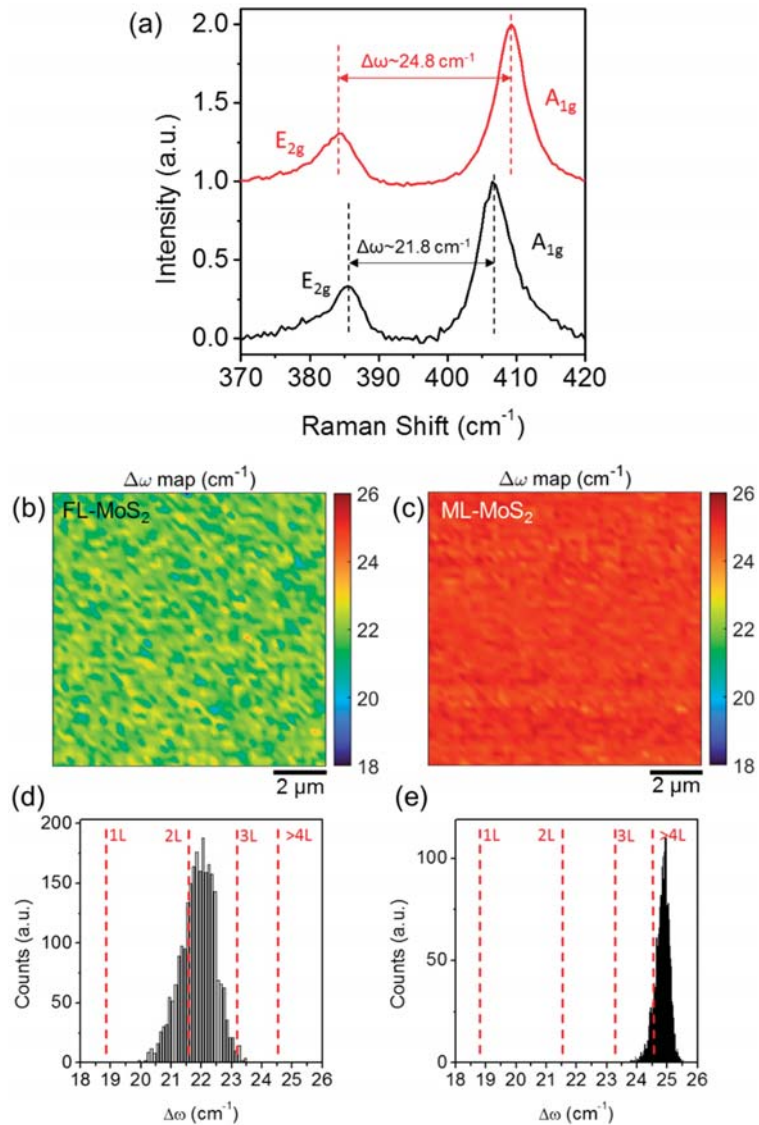 (a)
2.0
1.5
1.0
0.5
0.0
Intensity (a.u.)
Δω~24.8 cm⁻¹
E₂g
A₁g
Δω~21.8 cm⁻¹
E₂g
A₁g
370 380 390 400 410 420
Raman Shift (cm⁻¹)
Δω map (cm⁻¹)
(b) FL-MoS₂
26
24
22
20
18
2 μm
Δω map (cm⁻¹)
(c) ML-MoS₂
26
24
22
20
18
2 μm
(d)
200
150
100
50
0
Counts (a.u.)
1L 2L 3L >4L
18 19 20 21 22 23 24 25 26
Δω (cm⁻¹)
(e)
100
50
0
Counts (a.u.)
1L 2L 3L >4L
18 19 20 21 22 23 24 25 26
Δω (cm⁻¹)